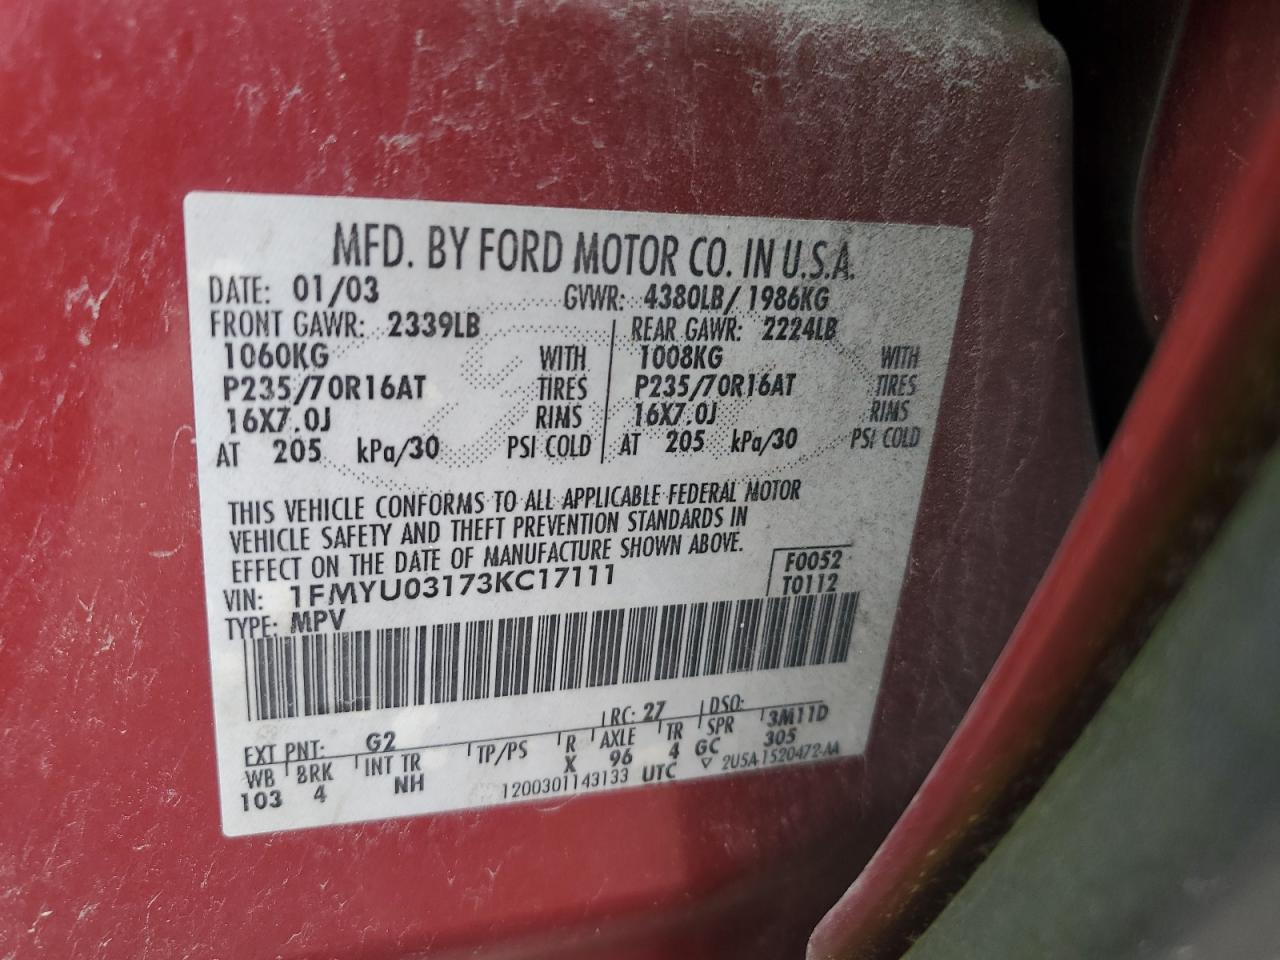 MFD. BY FORD MOTOR CO. IN U.S.A.
DATE: 01/03 GVWR: 4380LB/ 1986KG
FRONT GAWR: 2339LB REAR GAWR: 2224LB
1060KG WITH 1008KG WITH
P235/70R16AT TIRES P235/70R16AT TIRES
16X7.0J RIMS 16X7.0J RIMS
AT 205 kPa/30 PSI COLD AT 205 kPa/30 PSI COLD
THIS VEHICLE CONFORMS TO ALL APPLICABLE FEDERAL MOTOR
VEHICLE SAFETY AND THEFT PREVENTION STANDARDS IN
EFFECT ON THE DATE OF MANUFACTURE SHOWN ABOVE.
VIN: 1FMYU03173KC17111 F0052
TYPE: MPV T0112
EXT PNT: G2 RC: 27 DSO:
WB BRK INT TR TP/PS R AXLE TR SPR 3M11D
103 4 NH X 96 4 GC 305
1200301143133 UTC ▽ 2U5A-1520472-AA